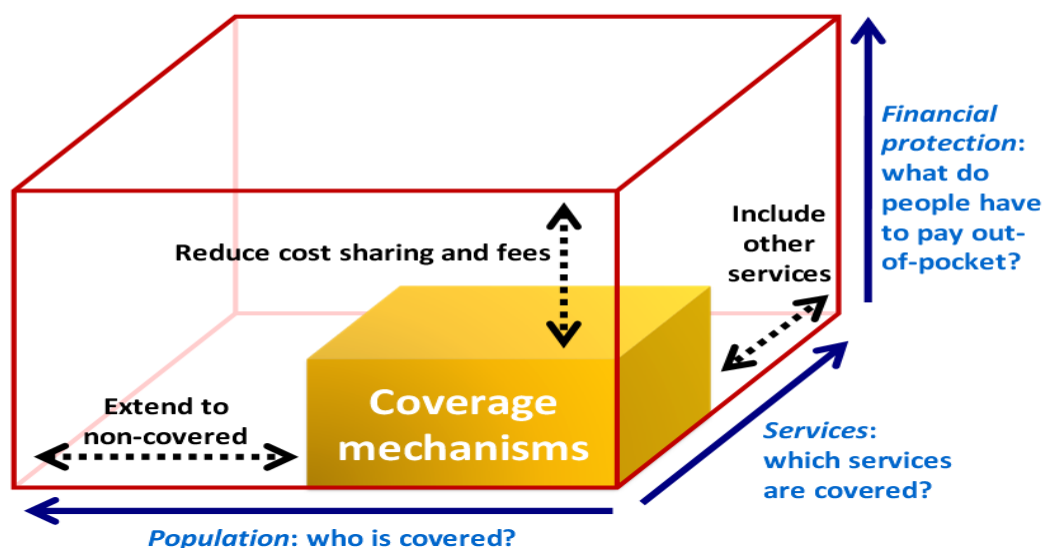 Financial
protection:
what do
people have
to pay out-
of-pocket?
Include
other
services
Reduce cost sharing and fees
Coverage
mechanisms
Extend to
non-covered
Services:
which services
are covered?
Population: who is covered?